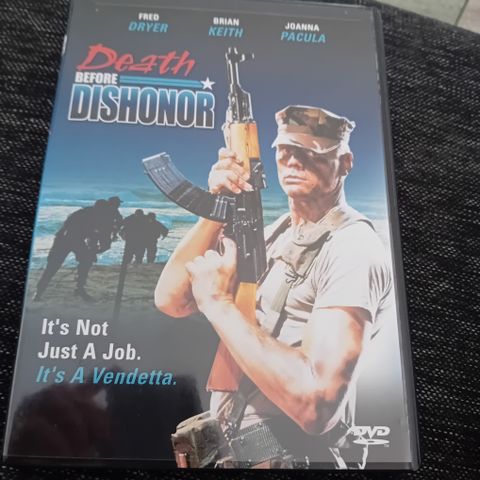 FRED DRYER
BRIAN KEITH
JOANNA PACULA
Death
BEFORE
DISHONOR
It's Not
Just A Job.
It's A Vendetta.
DVD